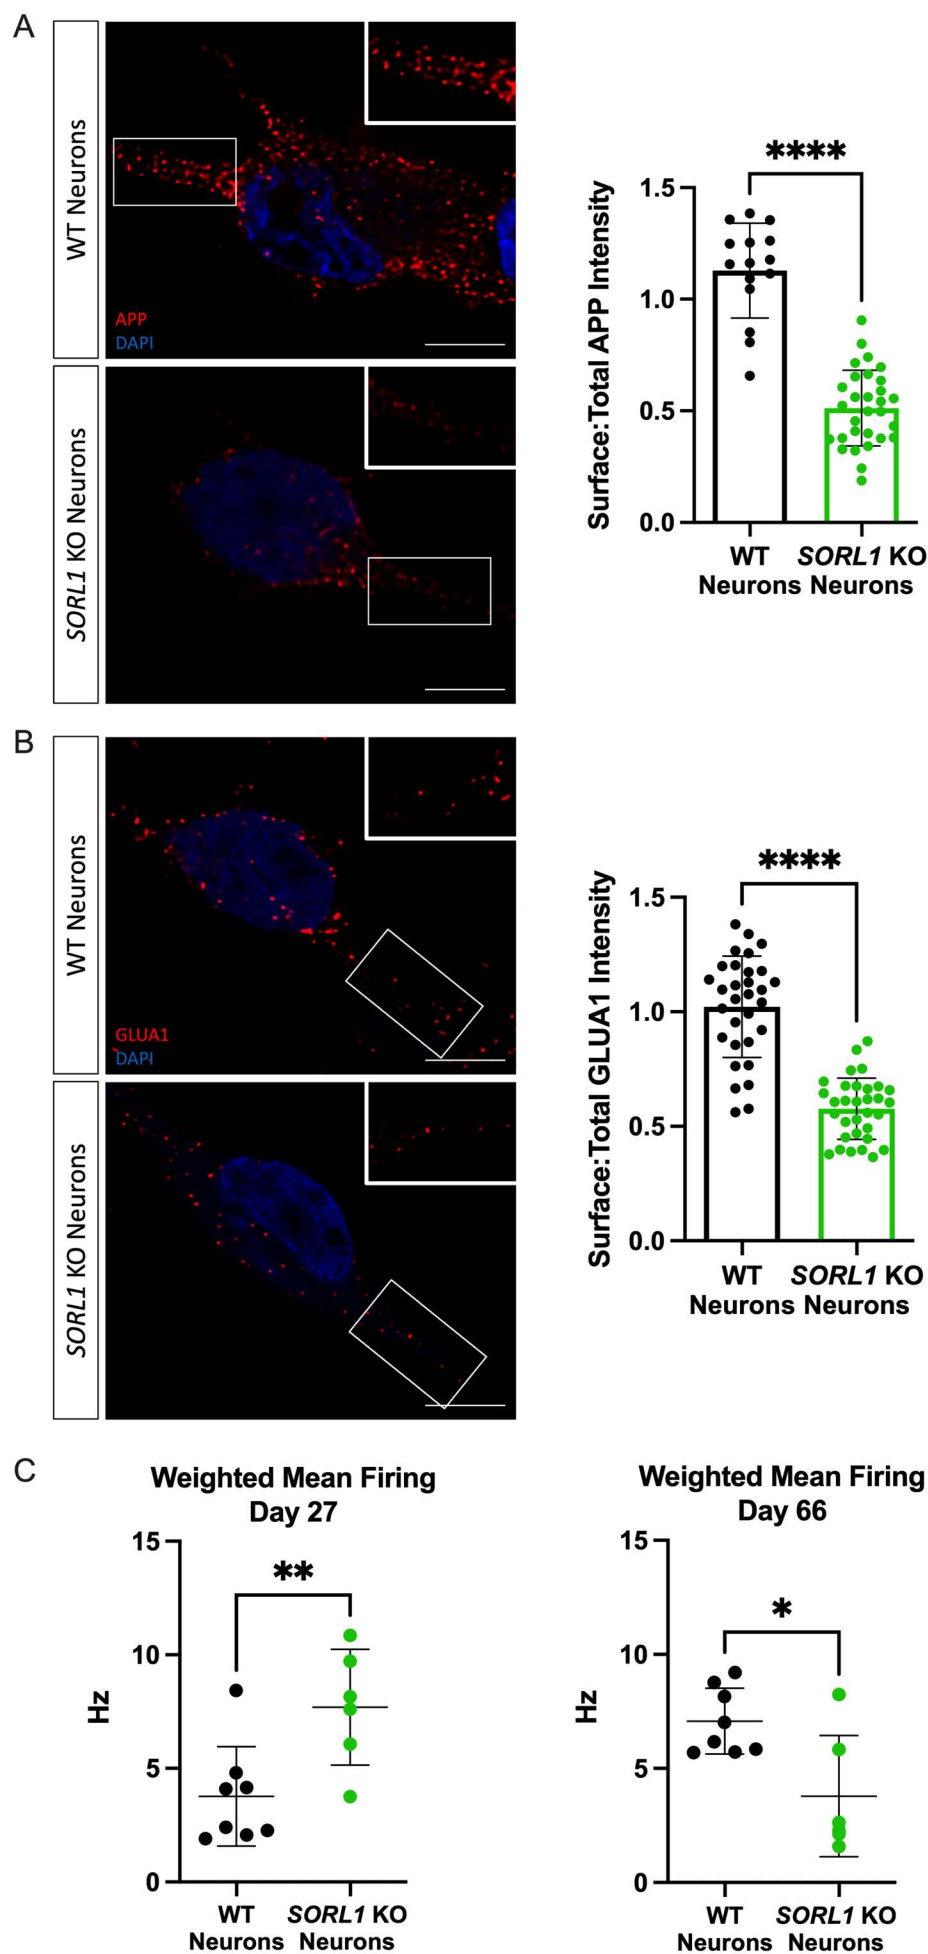 A
WT Neurons
APP
DAPI
SORL1 KO Neurons
Surface:Total APP Intensity
****
1.5
1.0
0.5
0.0
WT
Neurons
SORL1 KO
Neurons
B
WT Neurons
GLUA1
DAPI
SORL1 KO Neurons
Surface:Total GLUA1 Intensity
****
1.5
1.0
0.5
0.0
WT
Neurons
SORL1 KO
Neurons
C
Weighted Mean Firing
Day 27
Hz
15
10
5
0
**
WT
Neurons
SORL1 KO
Neurons
Weighted Mean Firing
Day 66
Hz
15
10
5
0
*
WT
Neurons
SORL1 KO
Neurons